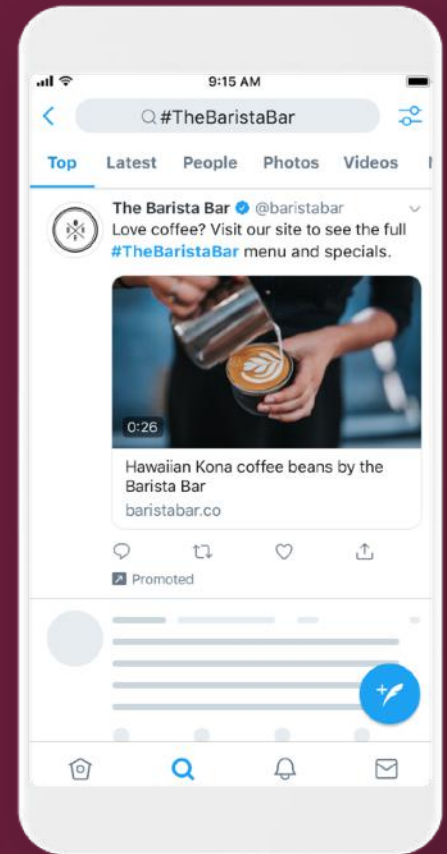 9:15 AM
#TheBaristaBar
Top Latest People Photos Videos
The Barista Bar @baristabar
Love coffee? Visit our site to see the full
#TheBaristaBar menu and specials.
0:26
Hawaiian Kona coffee beans by the
Barista Bar
baristabar.co
Promoted